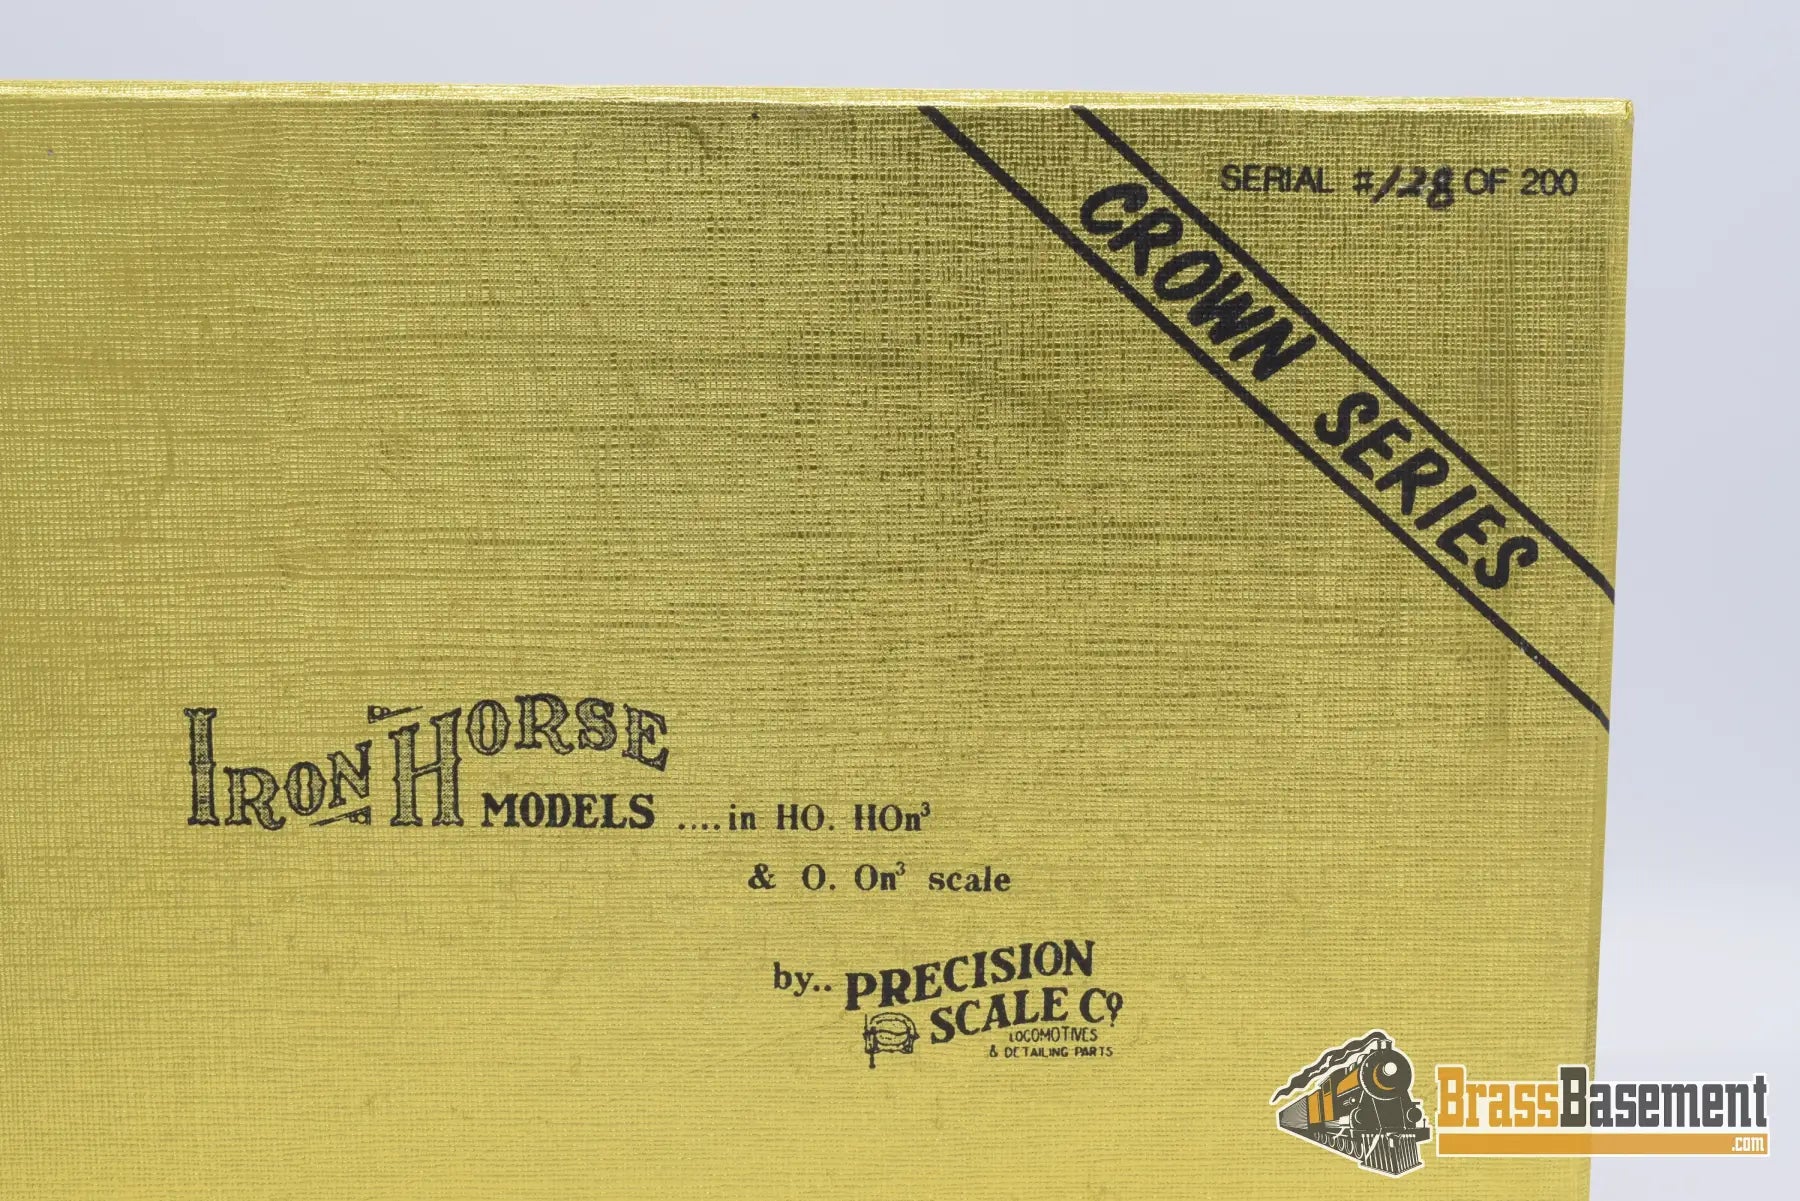 SERIAL #128 OF 200
CROWN SERIES
IRON HORSE
MODELS ....in HO. HOn³
& O. On³ scale
by.. PRECISION
SCALE Co.
LOCOMOTIVES
& DETAILING PARTS
BrassBasement
.com